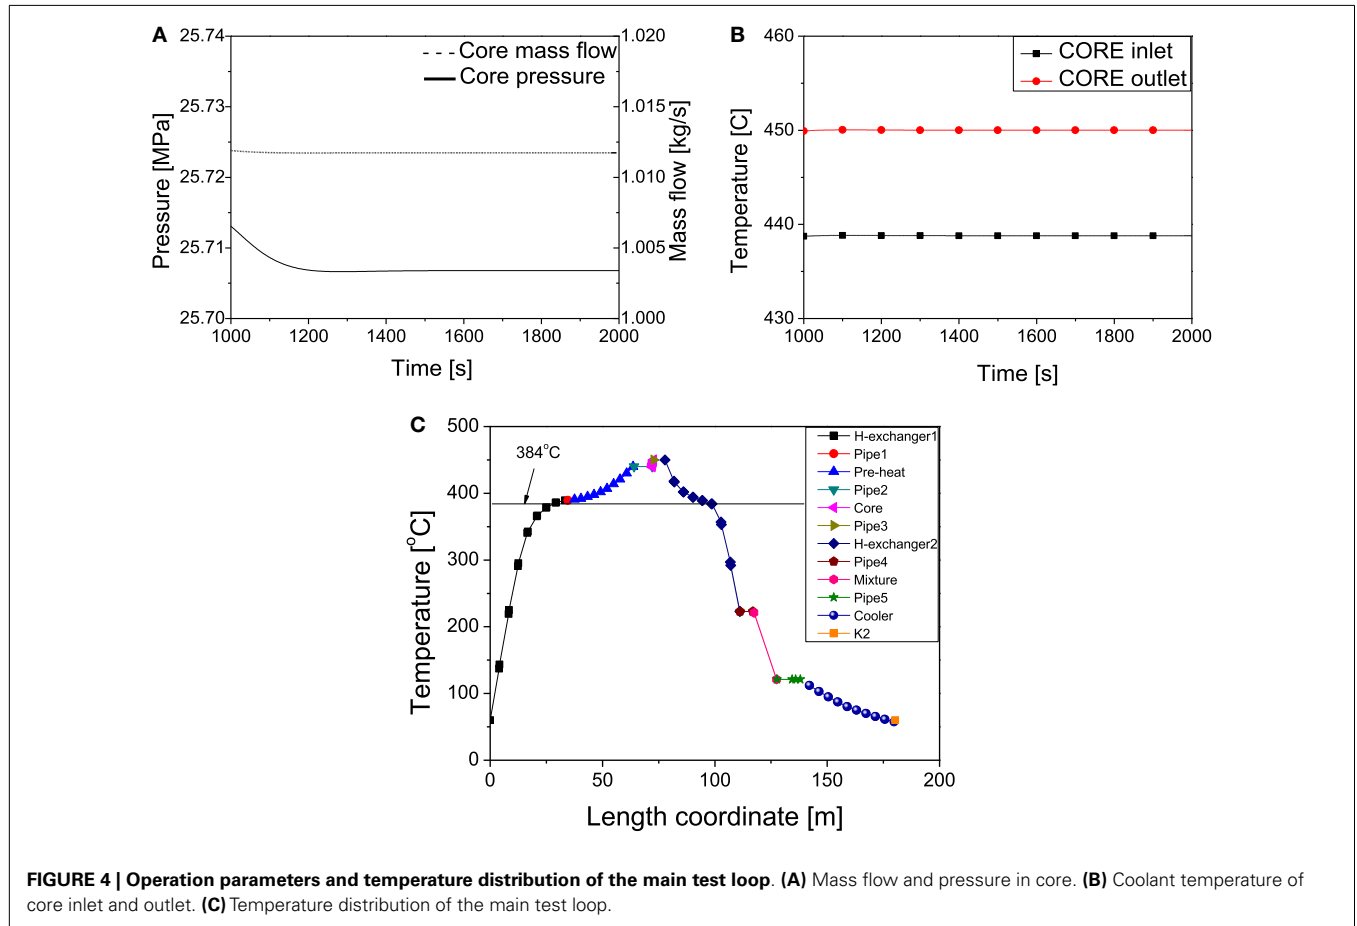 A
25.74
25.73
25.72
25.71
25.70
Pressure [MPa]
Core mass flow
Core pressure
1.020
1.015
1.010
1.005
1.000
Mass flow [kg/s]
1000 1200 1400 1600 1800 2000
Time [s]
B
460
450
440
430
Temperature [C]
CORE inlet
CORE outlet
1000 1200 1400 1600 1800 2000
Time [s]
C
500
400
300
200
100
0
Temperature [°C]
384°C
H-exchanger1
Pipe1
Pre-heat
Pipe2
Core
Pipe3
H-exchanger2
Pipe4
Mixture
Pipe5
Cooler
K2
0 50 100 150 200
Length coordinate [m]
FIGURE 4 | Operation parameters and temperature distribution of the main test loop. (A) Mass flow and pressure in core. (B) Coolant temperature of
core inlet and outlet. (C) Temperature distribution of the main test loop.